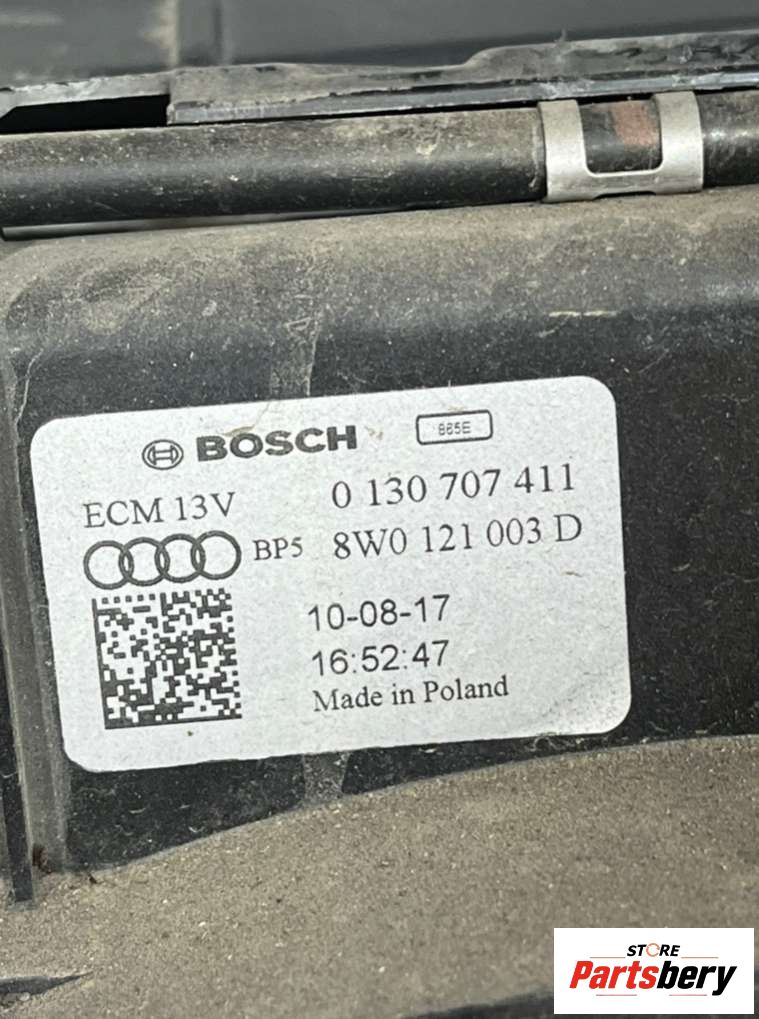 BOSCH 865E
ECM 13V 0 130 707 411
BP5 8W0 121 003 D
10-08-17
16:52:47
Made in Poland
STORE
Partsbery